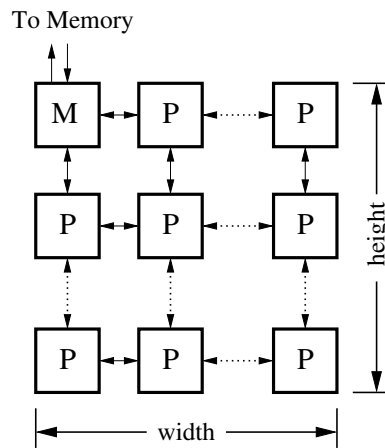 To Memory
M P P
P P P
height
P P P
width